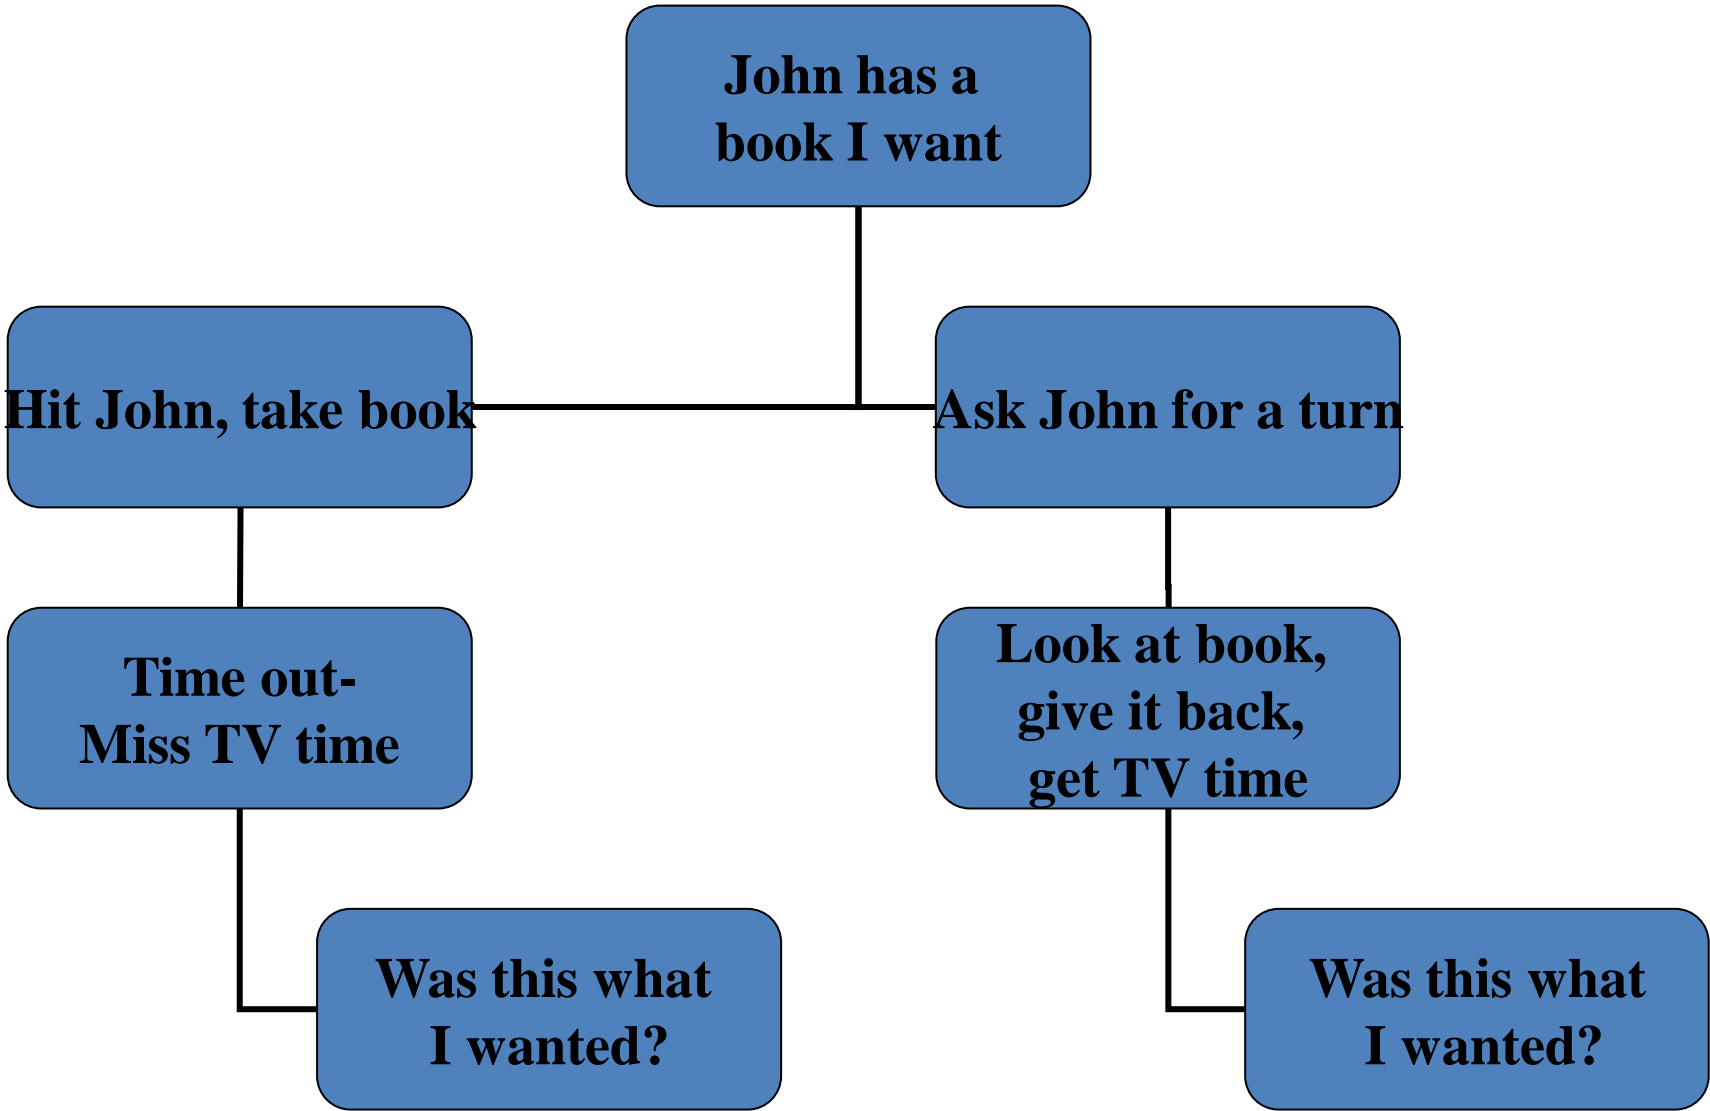 John has a
book I want
Hit John, take book
Ask John for a turn
Time out-
Miss TV time
Look at book,
give it back,
get TV time
Was this what
I wanted?
Was this what
I wanted?